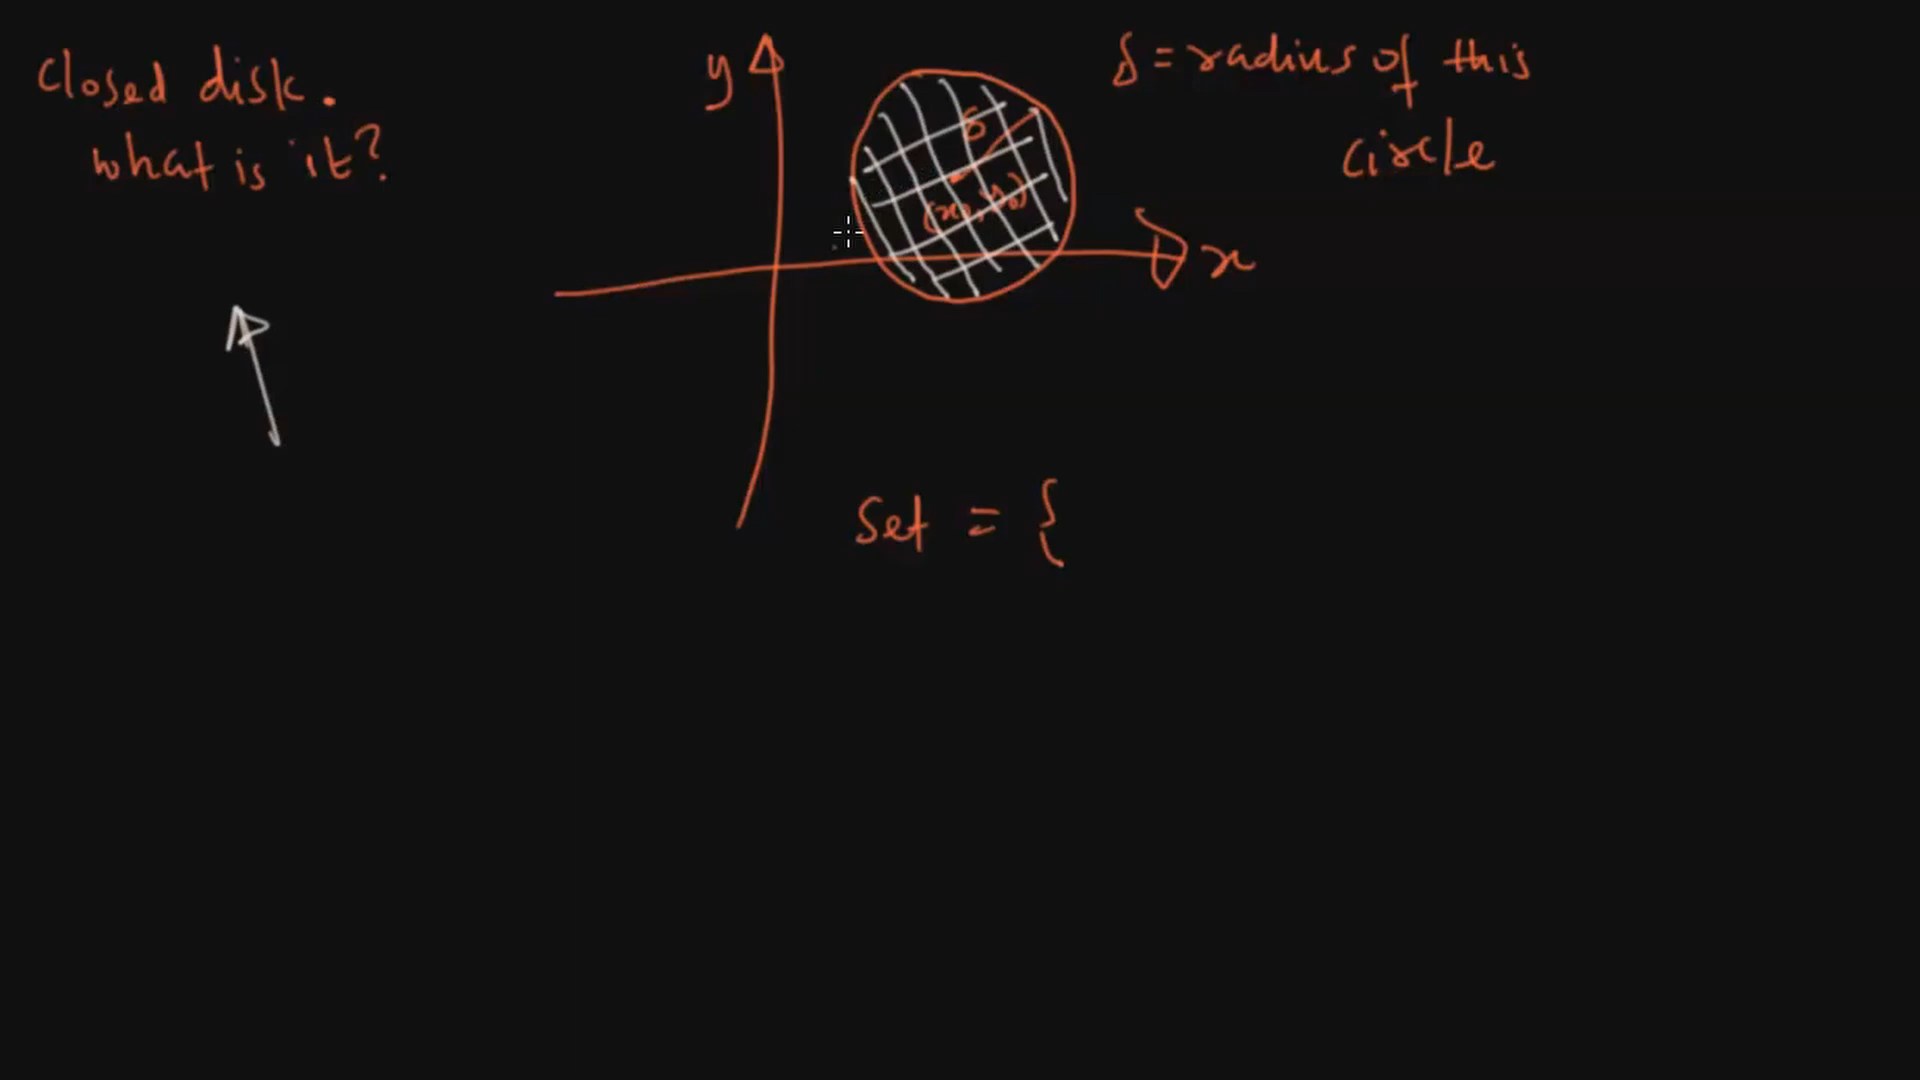 Closed disk.
what is it?
y
δ = radius of this
circle
δ
(x₀, y₀)
x
Set = {